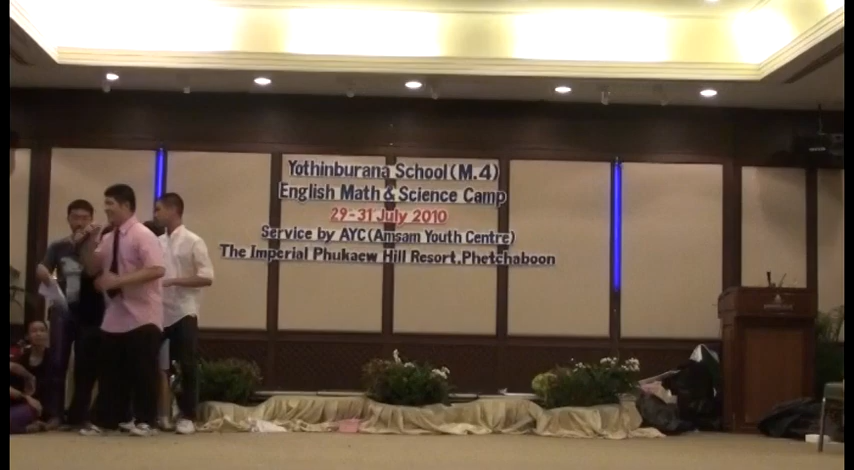 Yothinburana School(M.4)
English Math & Science Camp
29-31 July 2010
Service by AYC(Amsam Youth Centre)
The Imperial Phukaew Hill Resort.Phetchaboon